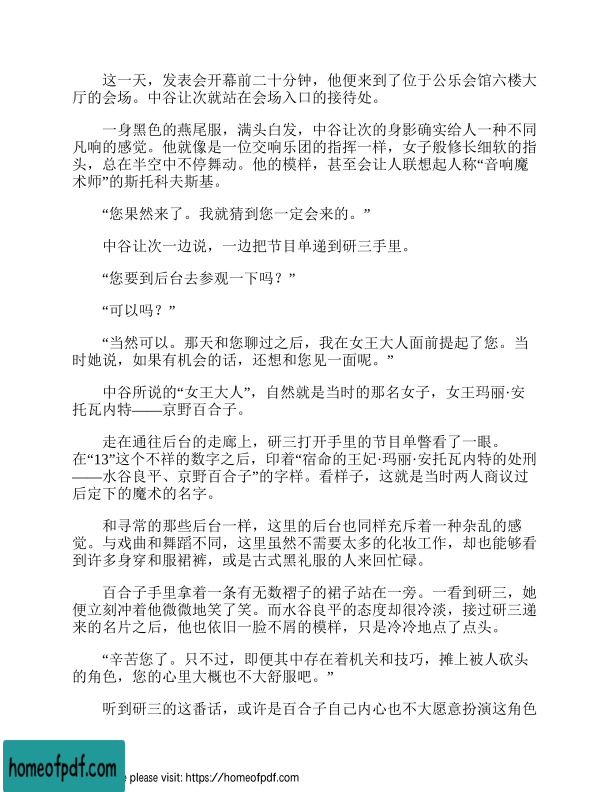 这一天，发表会开幕前二十分钟，他便来到了位于公乐会馆六楼大
厅的会场。中谷让次就站在会场入口的接待处。
一身黑色的燕尾服，满头白发，中谷让次的身影确实给人一种不同
凡响的感觉。他就像是一位交响乐团的指挥一样，女子般修长细软的指
头，总在半空中不停舞动。他的模样，甚至会让人联想起人称“音响魔
术师”的斯托科夫斯基。
“您果然来了。我就猜到您一定会来的。”
中谷让次一边说，一边把节目单递到研三手里。
“您要到后台去参观一下吗？”
“可以吗？”
“当然可以。那天和您聊过之后，我在女王大人面前提起了您。当
时她说，如果有机会的话，还想和您见一面呢。”
中谷所说的“女王大人”，自然就是当时的那名女子，女王玛丽·安
托瓦内特——京野百合子。
走在通往后台的走廊上，研三打开手里的节目单瞥看了一眼。
在“13”这个不祥的数字之后，印着“宿命的王妃·玛丽·安托瓦内特的处刑
——水谷良平、京野百合子”的字样。看样子，这就是当时两人商议过
后定下的魔术的名字。
和寻常的那些后台一样，这里的后台也同样充斥着一种杂乱的感
觉。与戏曲和舞蹈不同，这里虽然不需要太多的化妆工作，却也能够看
到许多身穿和服裙裤，或是古式黑礼服的人来回忙碌。
百合子手里拿着一条有无数褶子的裙子站在一旁。一看到研三，她
便立刻冲着他微微地笑了笑。而水谷良平的态度却很冷淡，接过研三递
来的名片之后，他也依旧一脸不屑的模样，只是冷冷地点了点头。
“辛苦您了。只不过，即便其中存在着机关和技巧，摊上被人砍头
的角色，您的心里大概也不大舒服吧。”
听到研三的这番话，或许是百合子自己内心也不大愿意扮演这角色
homeofpdf.com
e please visit: https://homeofpdf.com